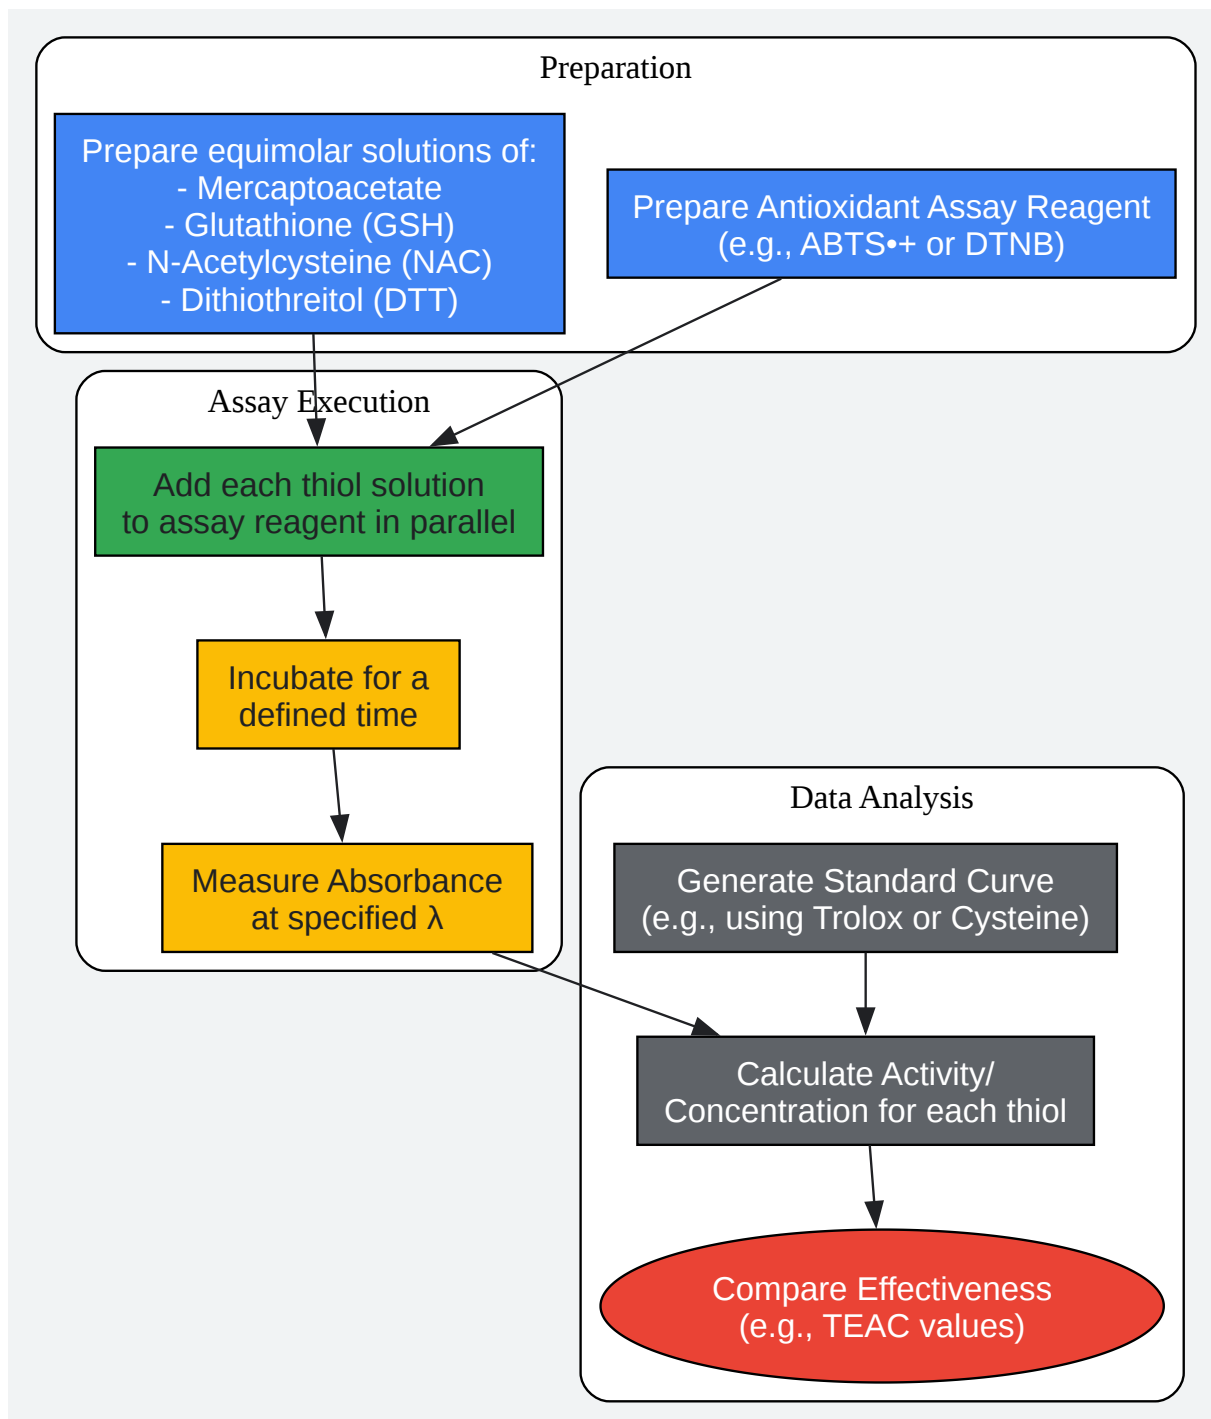 Preparation
Prepare equimolar solutions of:
- Mercaptoacetate
- Glutathione (GSH)
- N-Acetylcysteine (NAC)
- Dithiothreitol (DTT)
Prepare Antioxidant Assay Reagent
(e.g., ABTS•+ or DTNB)
Assay Execution
Add each thiol solution
to assay reagent in parallel
Incubate for a
defined time
Measure Absorbance
at specified λ
Data Analysis
Generate Standard Curve
(e.g., using Trolox or Cysteine)
Calculate Activity/
Concentration for each thiol
Compare Effectiveness
(e.g., TEAC values)